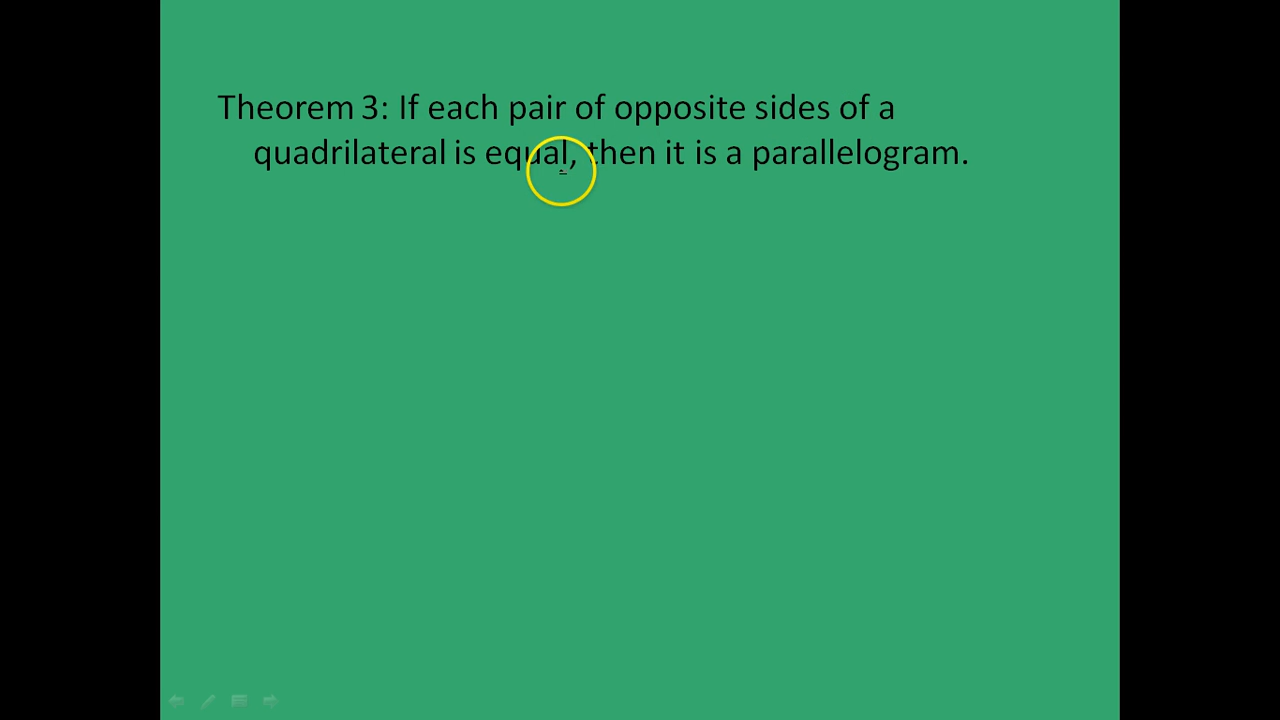 Theorem 3: If each pair of opposite sides of a
quadrilateral is equal, then it is a parallelogram.